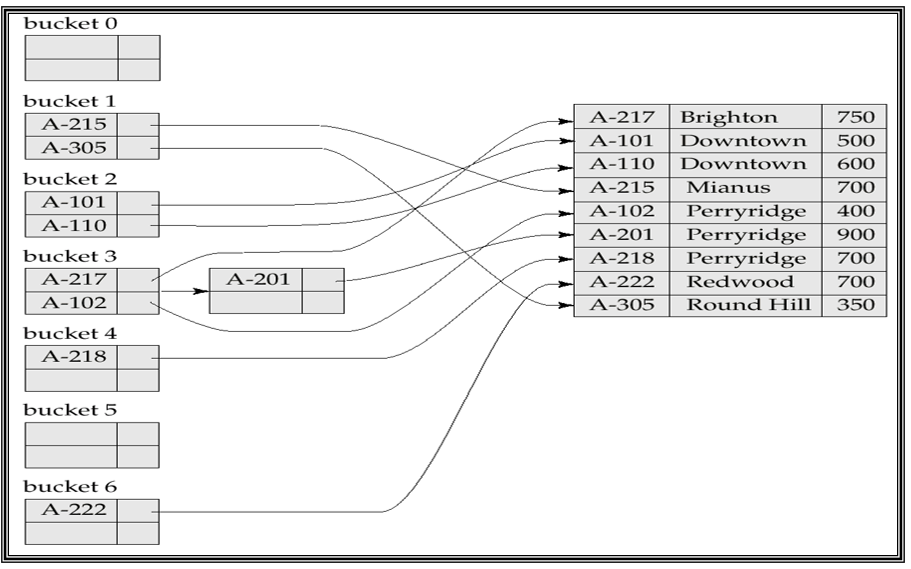 bucket 0
bucket 1
A-215
A-305
bucket 2
A-101
A-110
bucket 3
A-217
A-102
A-201
bucket 4
A-218
bucket 5
bucket 6
A-222
A-217 Brighton 750
A-101 Downtown 500
A-110 Downtown 600
A-215 Mianus 700
A-102 Perryridge 400
A-201 Perryridge 900
A-218 Perryridge 700
A-222 Redwood 700
A-305 Round Hill 350